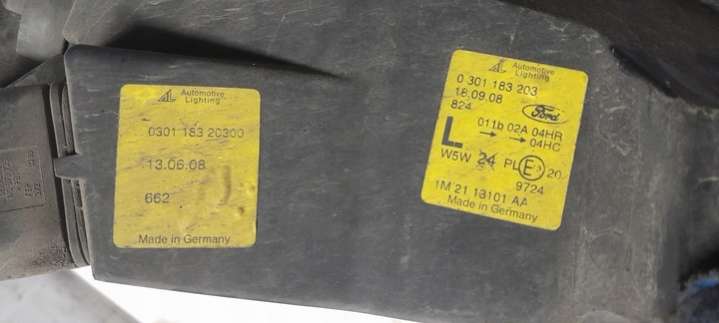 AL Automotive
Lighting
0301 183 20300
13.06.08
662
Made in Germany
AL Automotive
Lighting
0 301 183 203
18.09.08
824
Ford
L
011b 02A 04HR
→ → 04HC
W5W 24 PL E 20
9724
1M 21 13101 AA
Made in Germany